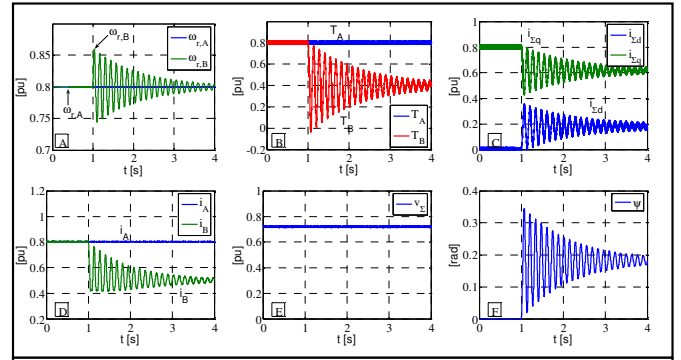 ω_r,B
ω_r,A
ω_r,B
0.85
0.8
0.75
0.7
[pu]
ω_r,A
A
0 1 2 3 4
t [s]
T_A
0.8
0.6
0.4
0.2
0
-0.2
[pu]
T_B
T_A
T_B
B
0 1 2 3 4
t [s]
i_Σq
i_Σd
i_Σq
1
0.8
0.6
0.4
0.2
0
[pu]
i_Σd
C
0 1 2 3 4
t [s]
i_A
i_B
1.2
1
0.8
0.6
0.4
0.2
[pu]
i_A
i_B
D
0 1 2 3 4
t [s]
v_Σ
1
0.8
0.6
0.4
0.2
0
[pu]
E
0 1 2 3 4
t [s]
ψ
0.4
0.3
0.2
0.1
0
[rad]
F
0 1 2 3 4
t [s]